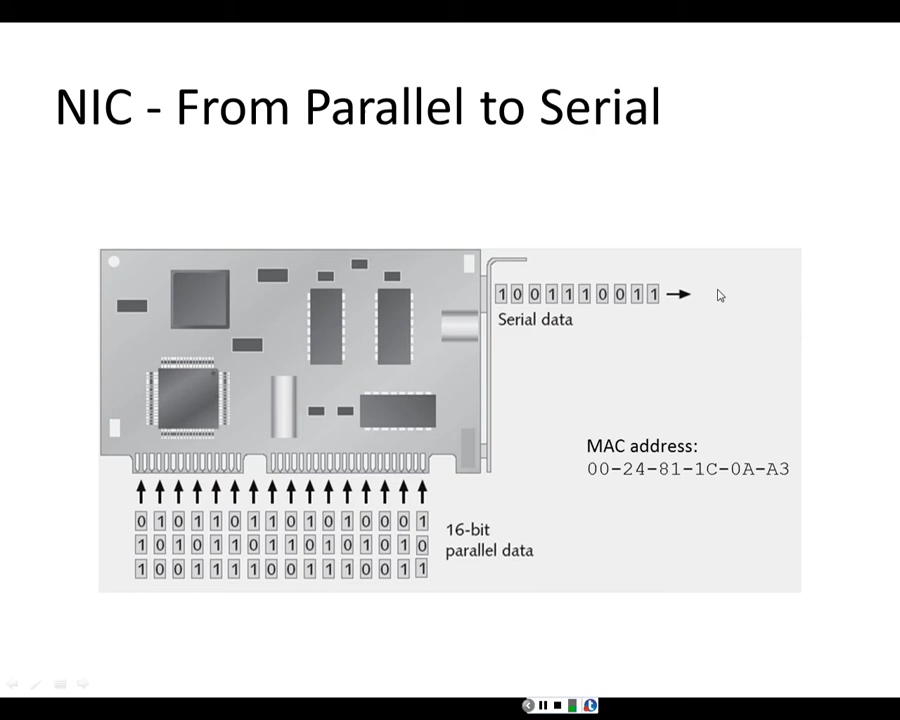 NIC - From Parallel to Serial
1 0 0 1 1 1 0 0 1 1
Serial data
MAC address:
00-24-81-1C-0A-A3
0 1 0 1 1 0 1 1 0 1 0 1 0 0 0 1
16-bit
1 0 1 0 1 1 0 1 1 0 1 0 1 0 1 0
parallel data
1 0 0 1 1 1 1 0 0 1 1 1 0 0 1 1